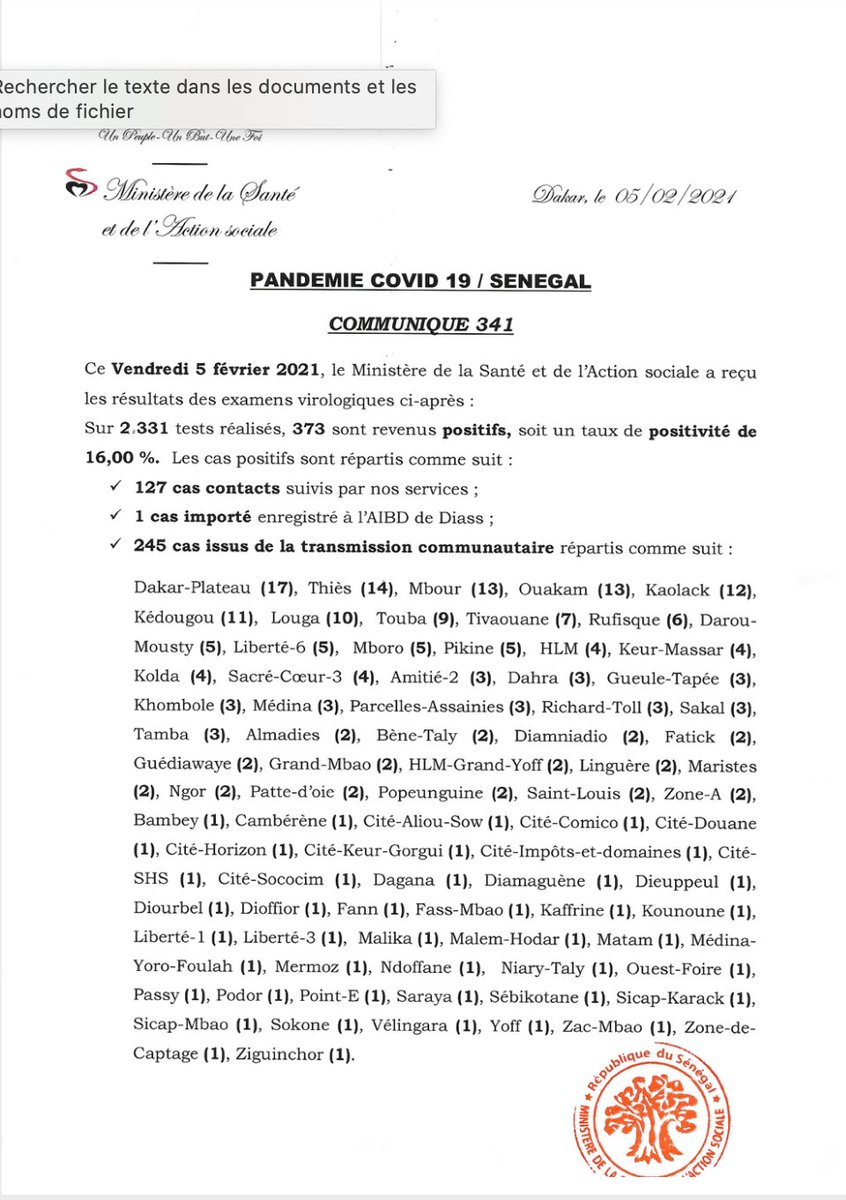 Rechercher le texte dans les documents et les
noms de fichier
Un Peuple-Un But-Une Foi
Ministère de la Santé
et de l'Action sociale
Dakar, le 05/02/2021
PANDEMIE COVID 19 / SENEGAL
COMMUNIQUE 341
Ce Vendredi 5 février 2021, le Ministère de la Santé et de l'Action sociale a reçu
les résultats des examens virologiques ci-après :
Sur 2.331 tests réalisés, 373 sont revenus positifs, soit un taux de positivité de
16,00 %. Les cas positifs sont répartis comme suit :
✓ 127 cas contacts suivis par nos services ;
✓ 1 cas importé enregistré à l'AIBD de Diass ;
✓ 245 cas issus de la transmission communautaire répartis comme suit :
Dakar-Plateau (17), Thiès (14), Mbour (13), Ouakam (13), Kaolack (12),
Kédougou (11), Louga (10), Touba (9), Tivaouane (7), Rufisque (6), Darou-
Mousty (5), Liberté-6 (5), Mboro (5), Pikine (5), HLM (4), Keur-Massar (4),
Kolda (4), Sacré-Cœur-3 (4), Amitié-2 (3), Dahra (3), Gueule-Tapée (3),
Khombole (3), Médina (3), Parcelles-Assainies (3), Richard-Toll (3), Sakal (3),
Tamba (3), Almadies (2), Bène-Taly (2), Diamniadio (2), Fatick (2),
Guédiawaye (2), Grand-Mbao (2), HLM-Grand-Yoff (2), Linguère (2), Maristes
(2), Ngor (2), Patte-d'oie (2), Popeunguine (2), Saint-Louis (2), Zone-A (2),
Bambey (1), Cambérène (1), Cité-Aliou-Sow (1), Cité-Comico (1), Cité-Douane
(1), Cité-Horizon (1), Cité-Keur-Gorgui (1), Cité-Impôts-et-domaines (1), Cité-
SHS (1), Cité-Sococim (1), Dagana (1), Diamaguène (1), Dieuppeul (1),
Diourbel (1), Dioffior (1), Fann (1), Fass-Mbao (1), Kaffrine (1), Kounoune (1),
Liberté-1 (1), Liberté-3 (1), Malika (1), Malem-Hodar (1), Matam (1), Médina-
Yoro-Foulah (1), Mermoz (1), Ndoffane (1), Niary-Taly (1), Ouest-Foire (1),
Passy (1), Podor (1), Point-E (1), Saraya (1), Sébikotane (1), Sicap-Karack (1),
Sicap-Mbao (1), Sokone (1), Vélingara (1), Yoff (1), Zac-Mbao (1), Zone-de-
Captage (1), Ziguinchor (1).
République du Sénégal
MINISTÈRE DE LA L'ACTION SOCIALE